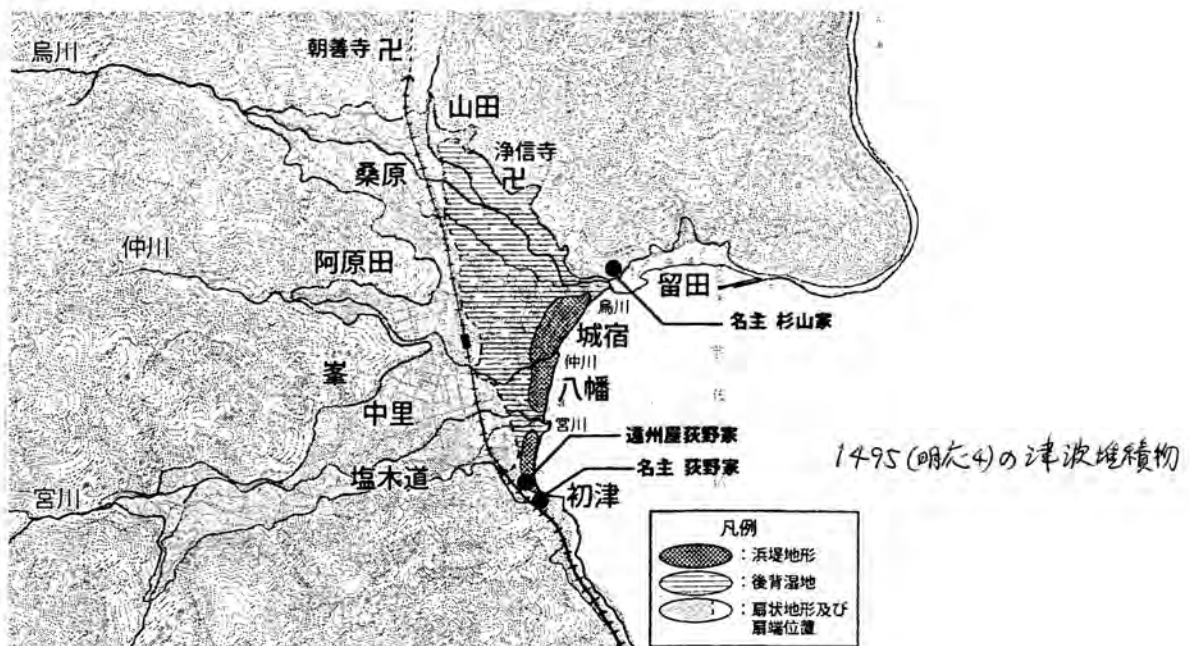 烏川
朝善寺 卍
山田
浄信寺
卍
桑原
仲川
阿原田
留田
烏川
名主 杉山家
城宿
仲川
峯
八幡
中里
宮川
遠州屋荻野家
名主 荻野家
塩木道
初津
宮川
1495(明応4)の津波堆積物
凡例
：浜堤地形
：後背湿地
：扇状地形及び
扇端位置